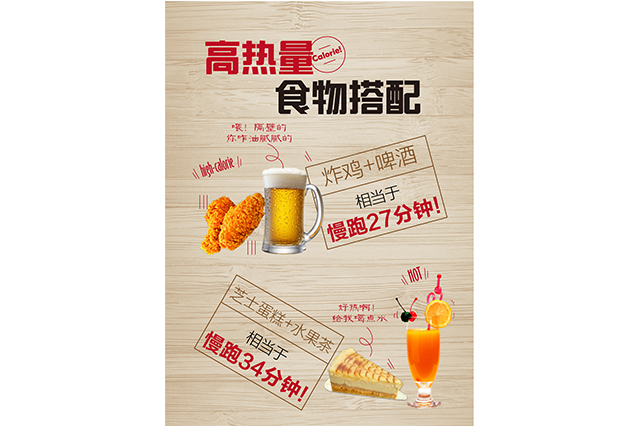 高热量
Calorie!
食物搭配
喂！隔壁的
你咋油腻腻的
high-calorie
炸鸡+啤酒
相当于
慢跑27分钟!
HOT
芝士蛋糕+水果茶
相当于
慢跑34分钟!
好热啊!
给我喝点水